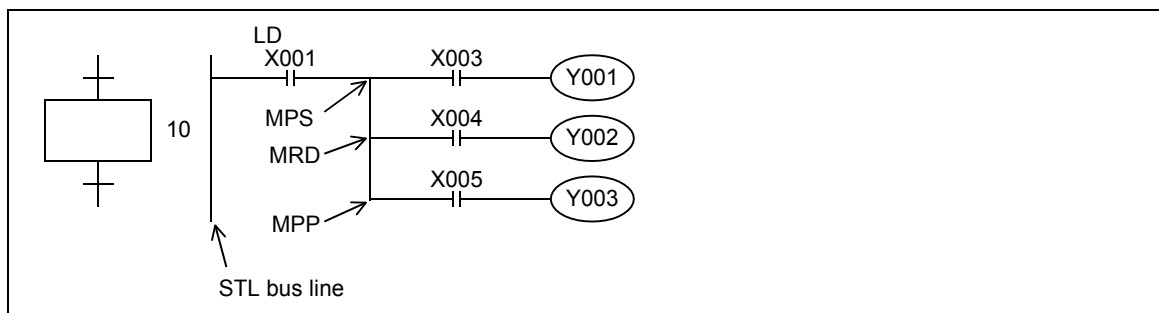 LD
X001 X003 Y001
MPS
10
X004 Y002
MRD
X005 Y003
MPP
STL bus line